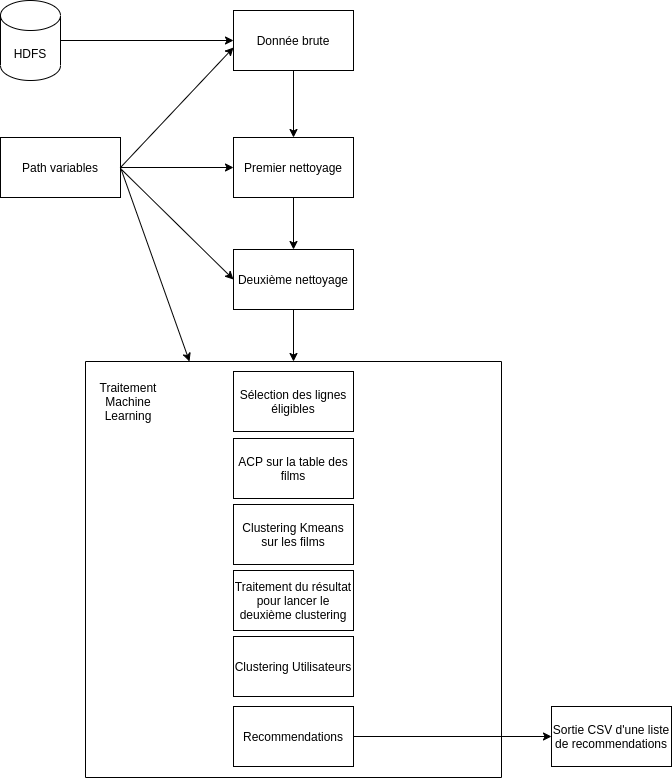 HDFS
Donnée brute
Path variables
Premier nettoyage
Deuxième nettoyage
Traitement
Machine
Learning
Sélection des lignes
éligibles
ACP sur la table des
films
Clustering Kmeans
sur les films
Traitement du résultat
pour lancer le
deuxième clustering
Clustering Utilisateurs
Recommendations
Sortie CSV d'une liste
de recommendations